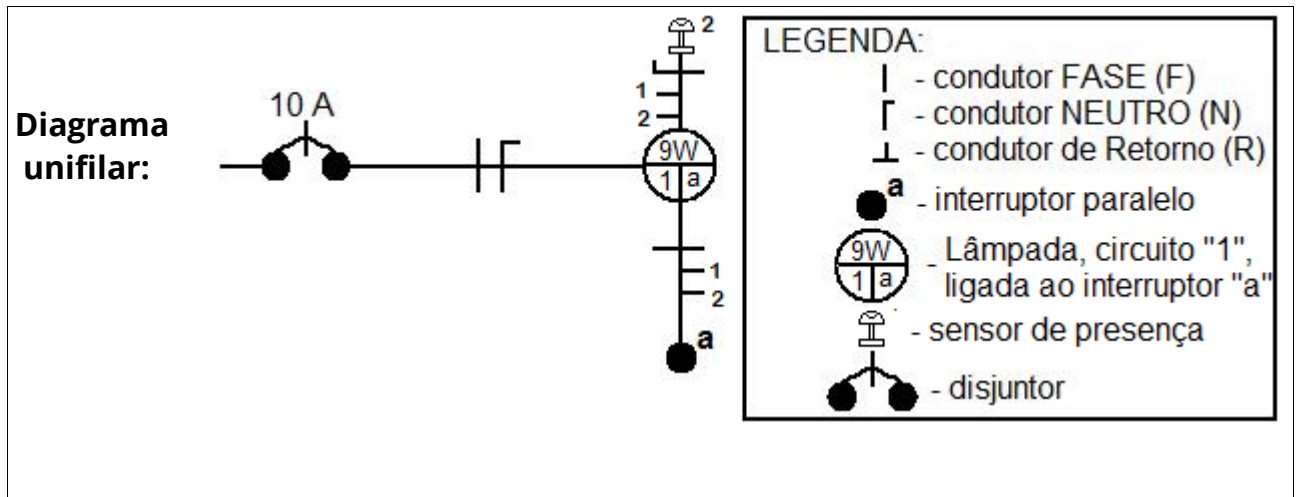 Diagrama
unifilar:
10 A
2
1
2
9W
1 a
1
2
a
LEGENDA:
- condutor FASE (F)
- condutor NEUTRO (N)
- condutor de Retorno (R)
a - interruptor paralelo
9W
1 a
- Lâmpada, circuito "1",
ligada ao interruptor "a"
- sensor de presença
- disjuntor